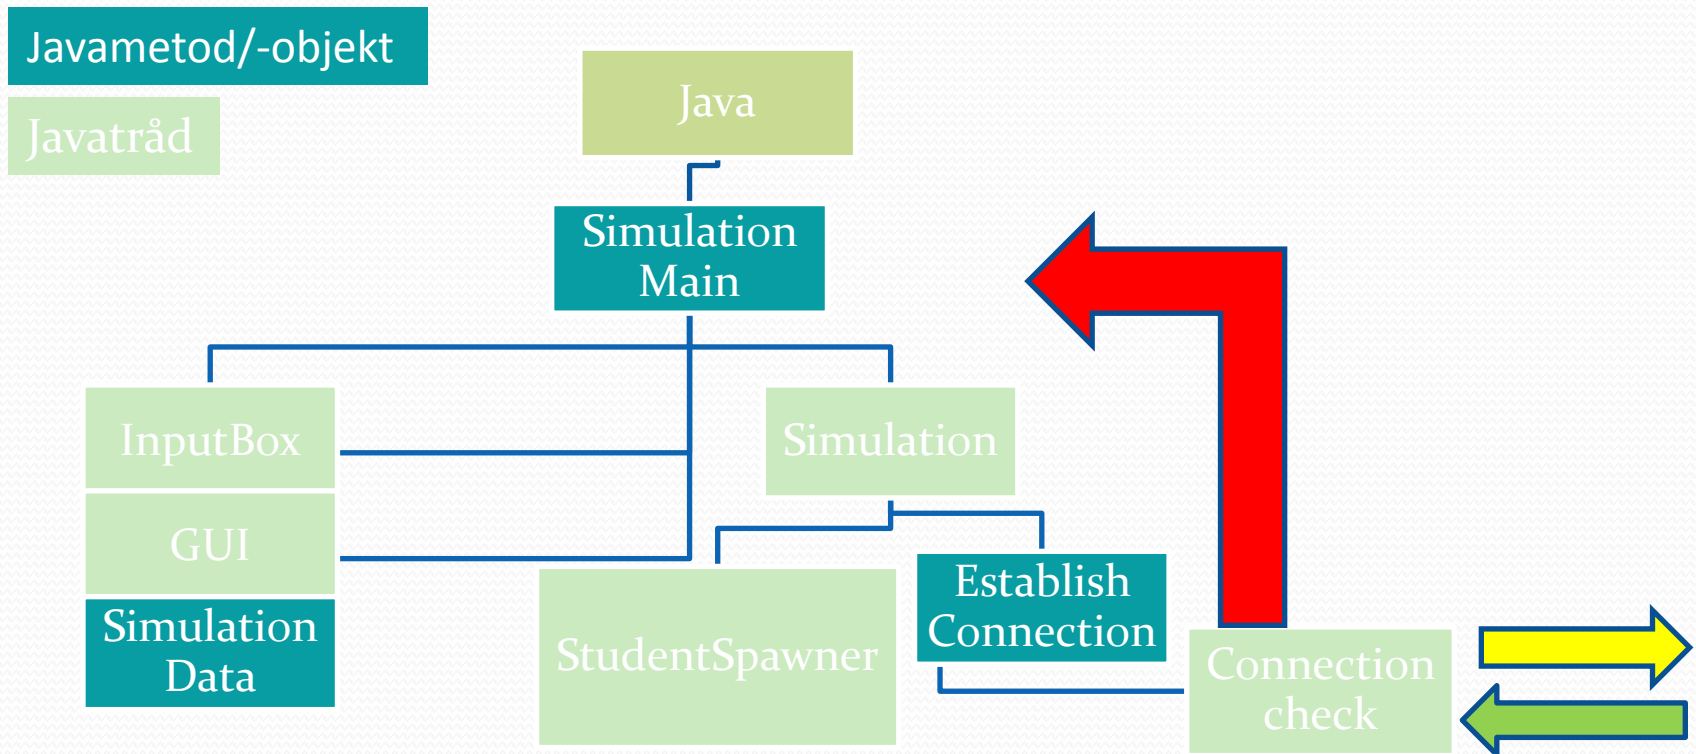 Javametod/-objekt
Javatråd
Java
Simulation
Main
InputBox
GUI
Simulation
Data
Simulation
StudentSpawner
Establish
Connection
Connection
check